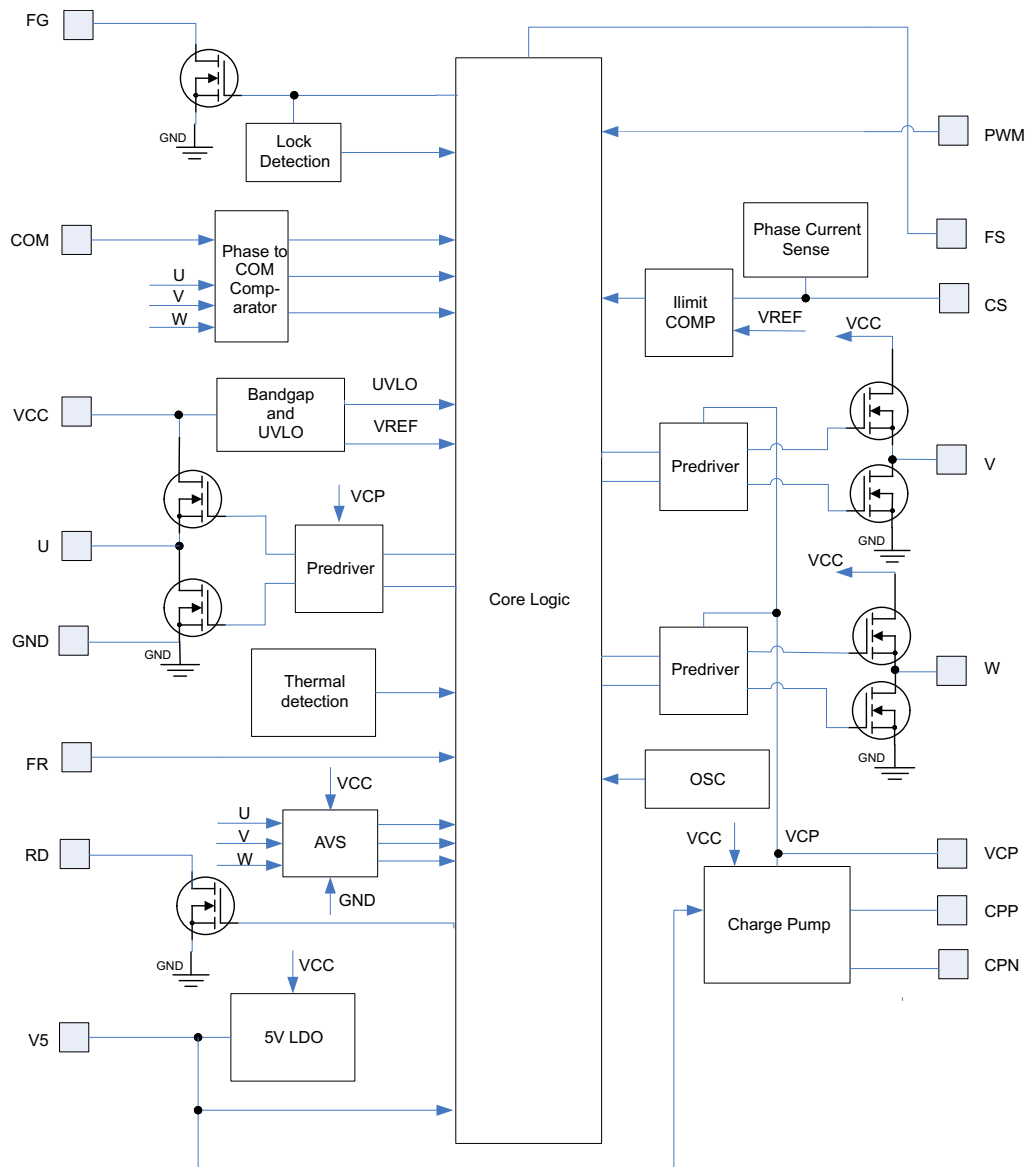 FG
GND
Lock
Detection
PWM
COM
Phase to
COM
Comp-
arator
U
V
W
Phase Current
Sense
FS
Ilimit
COMP
CS
VREF
VCC
VCC
Bandgap
and
UVLO
UVLO
VREF
Predriver
V
GND
VCP
U
Predriver
GND
GND
Core Logic
VCC
Predriver
W
GND
Thermal
detection
FR
OSC
VCC
U
V
W
AVS
GND
RD
GND
VCC
VCP
VCP
Charge Pump
CPP
CPN
VCC
V5
5V LDO